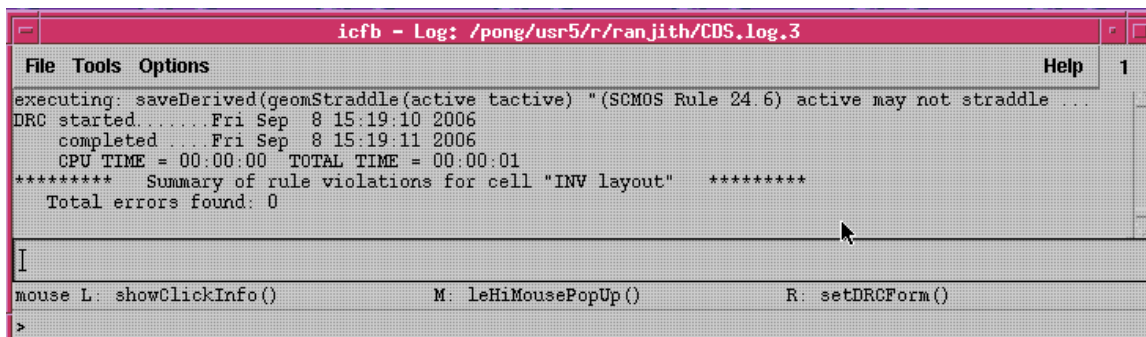 icfb - Log: /pong/usr5/r/ranjith/CDS.log.3
File Tools Options Help 1
executing: saveDerived(geomStraddle(active tactive) "(SCMOS Rule 24.6) active may not straddle ...
DRC started.......Fri Sep  8 15:19:10 2006
    completed ....Fri Sep  8 15:19:11 2006
    CPU TIME = 00:00:00  TOTAL TIME = 00:00:01
*********   Summary of rule violations for cell "INV layout"   *********
   Total errors found: 0
mouse L: showClickInfo() M: leHiMousePopUp() R: setDRCForm()
>